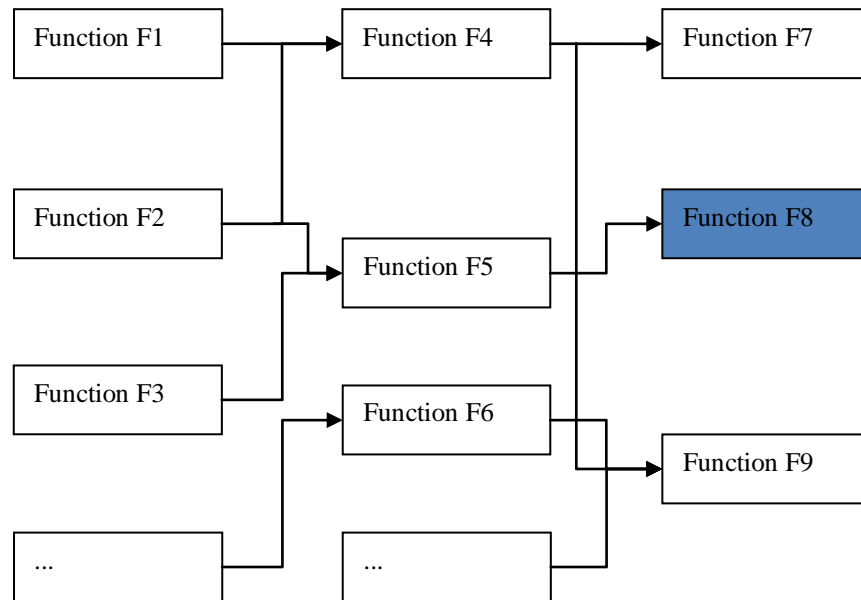 Function F1
Function F4
Function F7
Function F2
Function F8
Function F5
Function F3
Function F6
Function F9
...
...